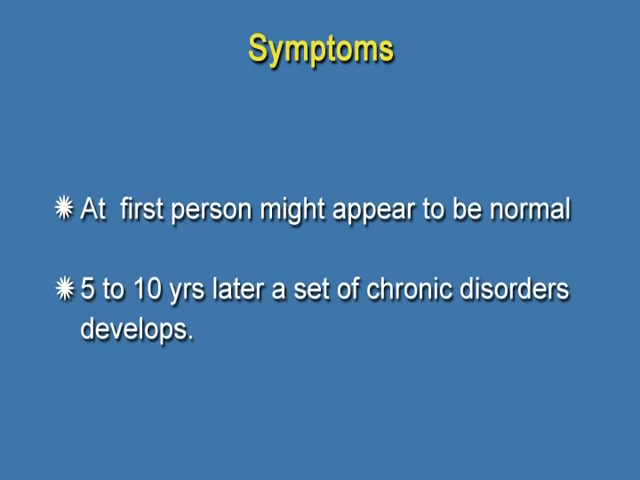 Symptoms
✹ At  first person might appear to be normal
✹ 5 to 10 yrs later a set of chronic disorders
develops.